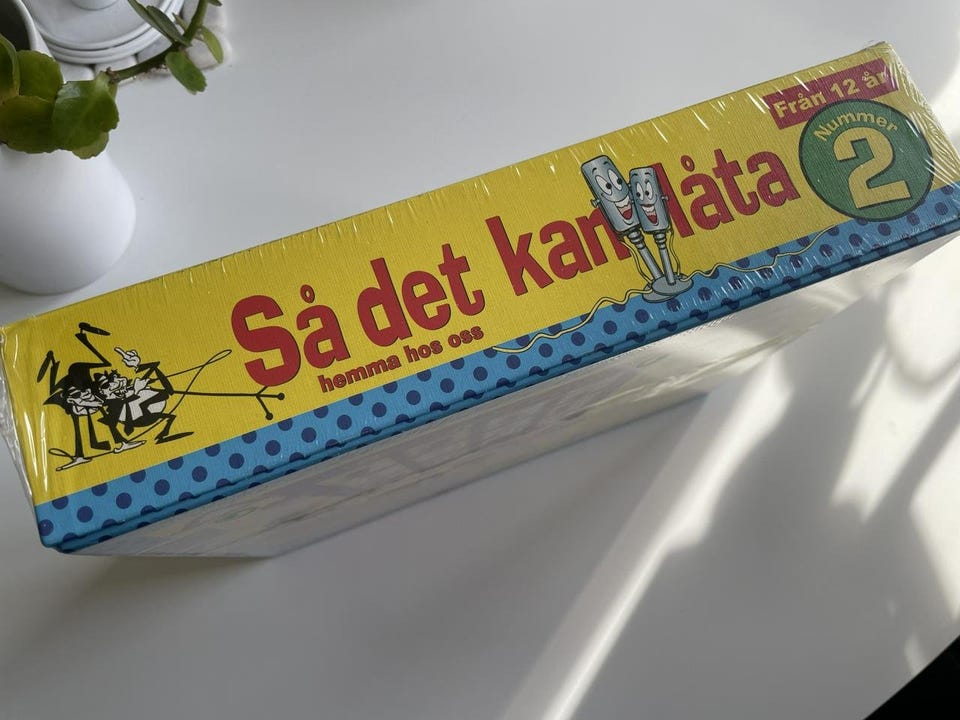 Från 12 år
Nummer
2
Så det kan låta
hemma hos oss